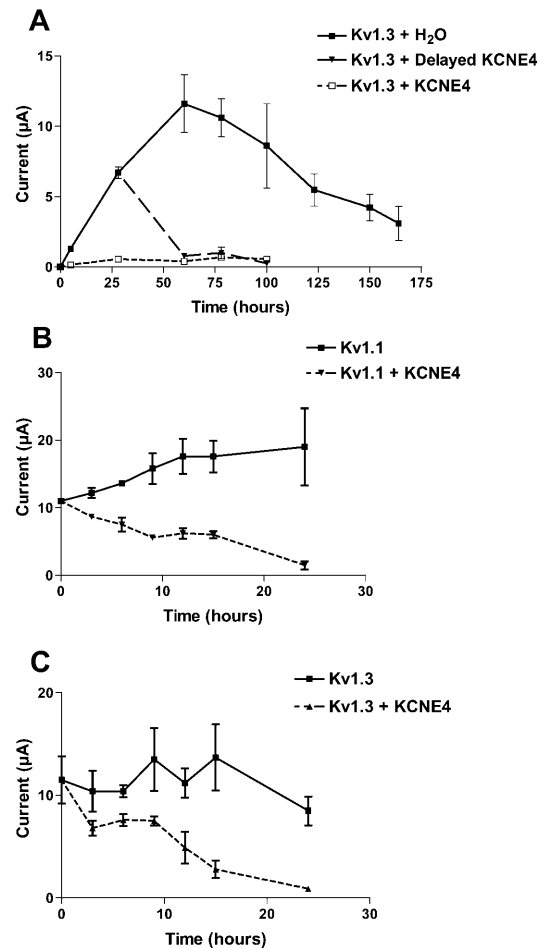 A
Kv1.3 + H₂O
Kv1.3 + Delayed KCNE4
Kv1.3 + KCNE4
15
10
5
0
Current (µA)
0 25 50 75 100 125 150 175
Time (hours)
B
Kv1.1
Kv1.1 + KCNE4
30
20
10
0
Current (µA)
0 10 20 30
Time (hours)
C
Kv1.3
Kv1.3 + KCNE4
20
10
0
Current (µA)
0 10 20 30
Time (hours)